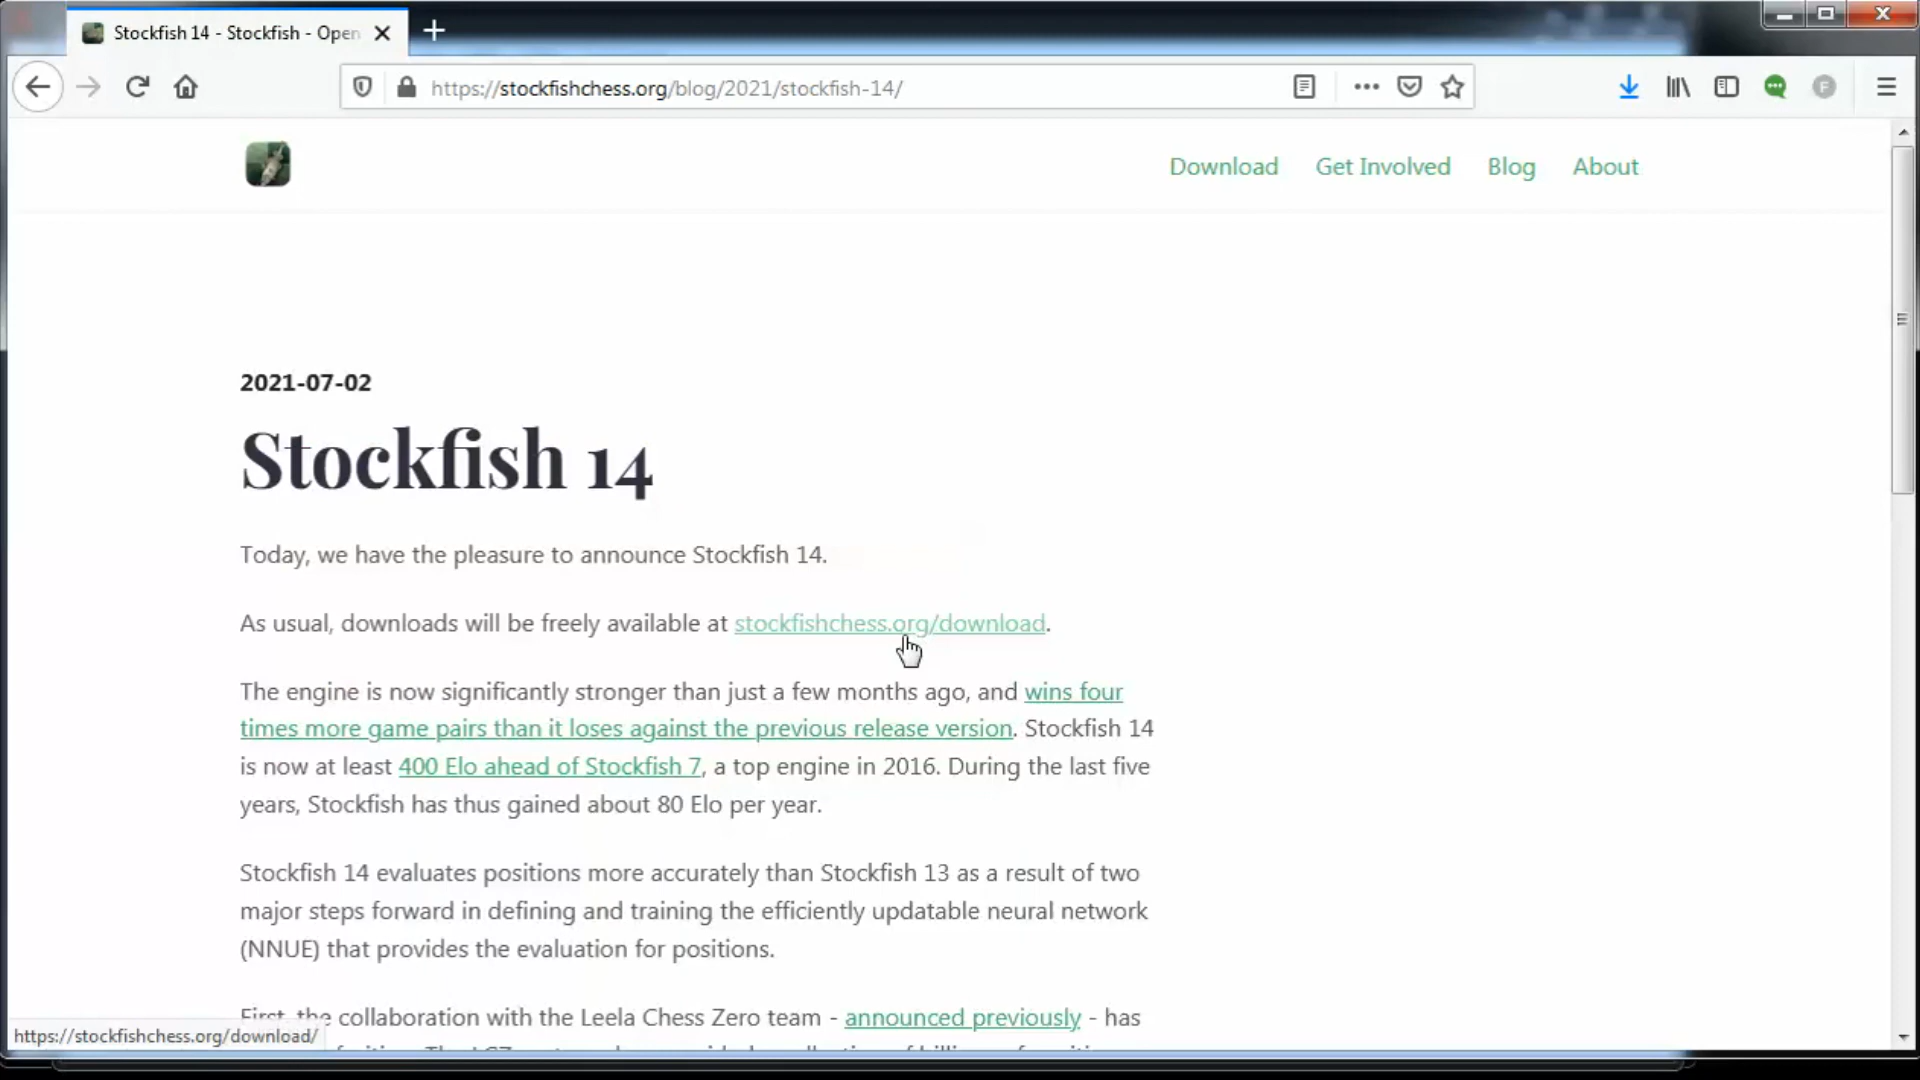 Stockfish 14 - Stockfish - Open
https://stockfishchess.org/blog/2021/stockfish-14/
Download Get Involved Blog About
2021-07-02
Stockfish 14
Today, we have the pleasure to announce Stockfish 14.
As usual, downloads will be freely available at stockfishchess.org/download.
The engine is now significantly stronger than just a few months ago, and wins four
times more game pairs than it loses against the previous release version. Stockfish 14
is now at least 400 Elo ahead of Stockfish 7, a top engine in 2016. During the last five
years, Stockfish has thus gained about 80 Elo per year.
Stockfish 14 evaluates positions more accurately than Stockfish 13 as a result of two
major steps forward in defining and training the efficiently updatable neural network
(NNUE) that provides the evaluation for positions.
First, the collaboration with the Leela Chess Zero team - announced previously - has
https://stockfishchess.org/download/